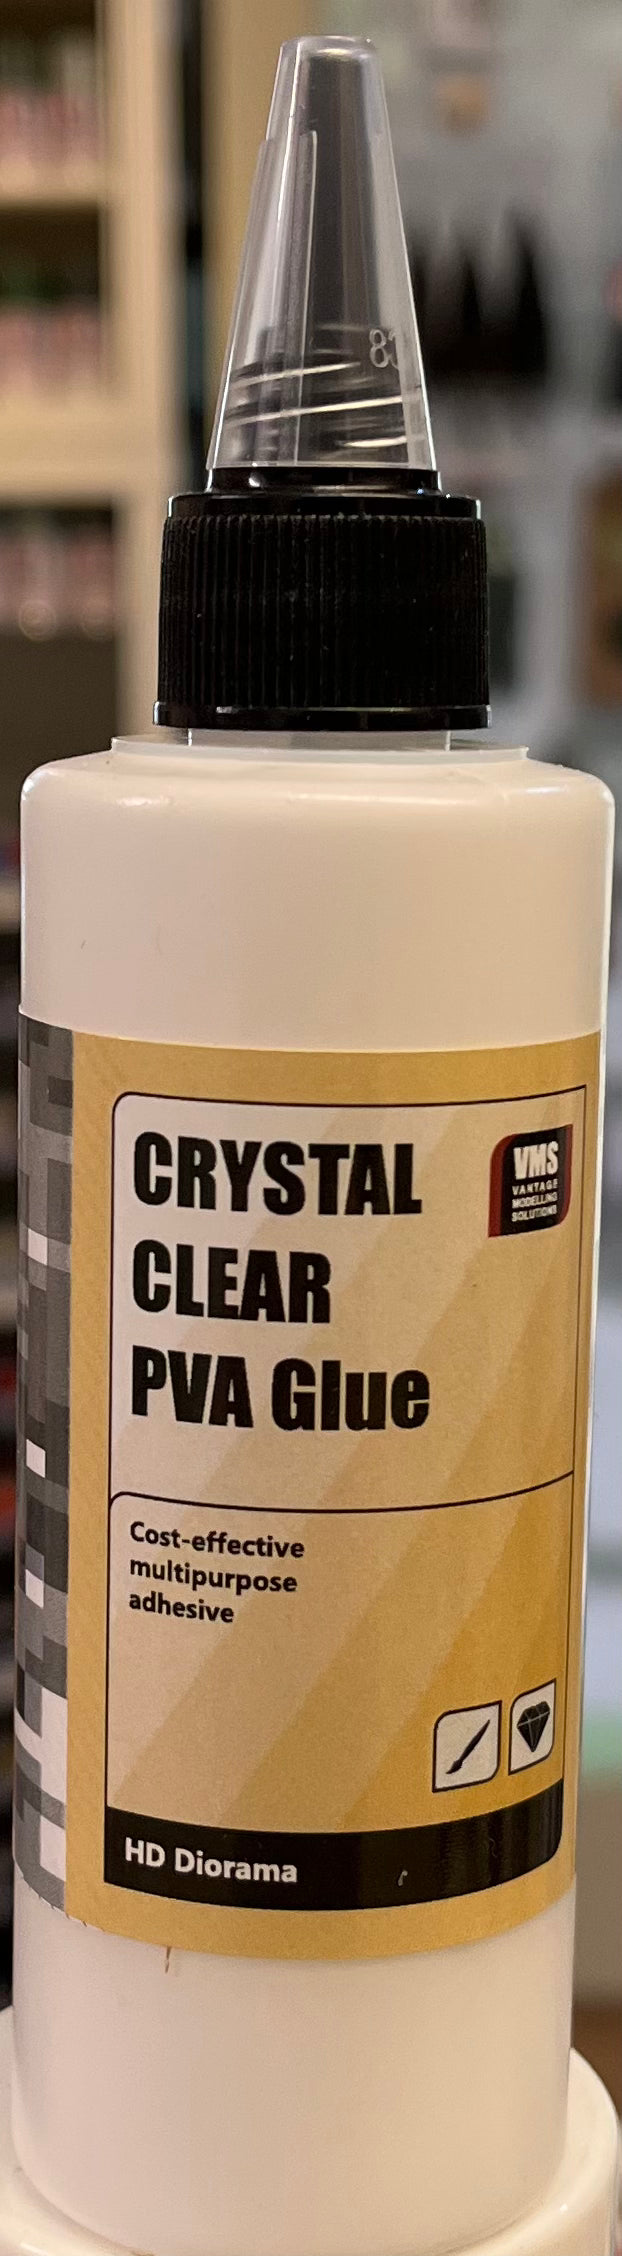 CRYSTAL
CLEAR
PVA Glue
VMS
VANTAGE
MODELLING
SOLUTIONS
Cost-effective
multipurpose
adhesive
HD Diorama